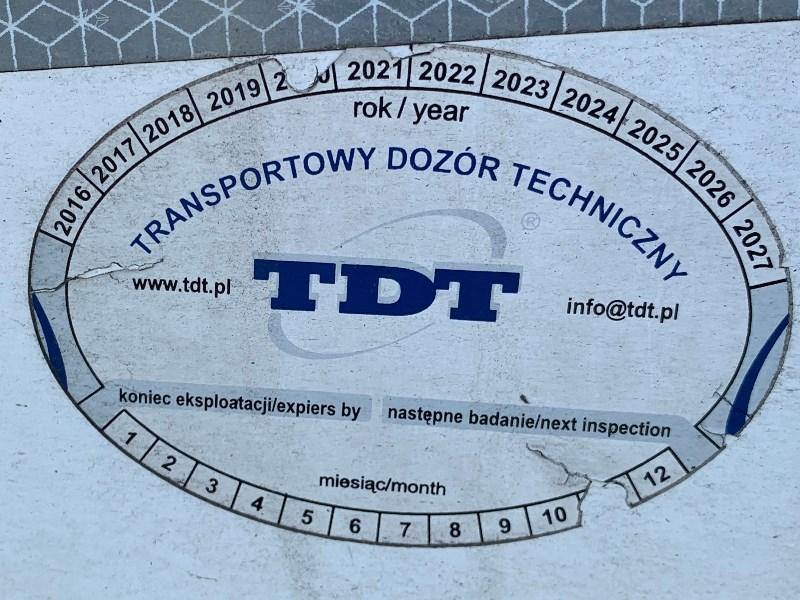 2016 2017 2018 2019 2021 2022 2023 2024 2025 2026 2027
rok / year
TRANSPORTOWY DOZÓR TECHNICZNY
®
TDT
www.tdt.pl
info@tdt.pl
koniec eksploatacji/expiers by
następne badanie/next inspection
miesiąc/month
1 2 3 4 5 6 7 8 9 10 12